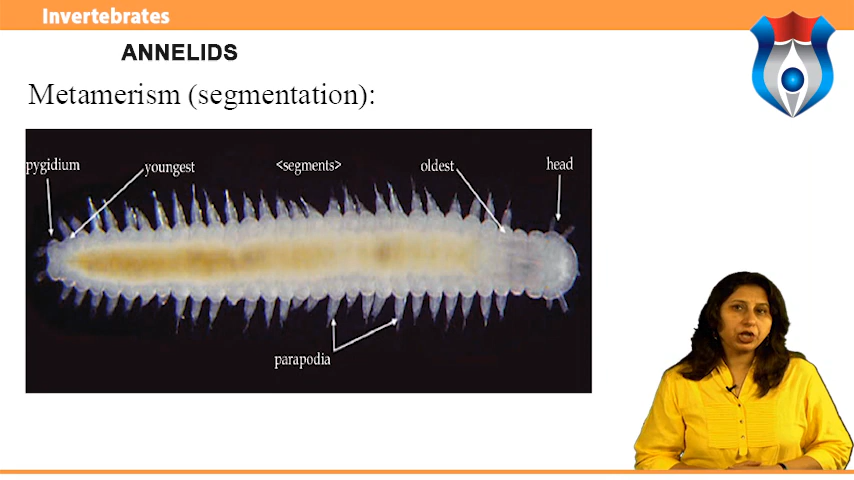 Invertebrates
ANNELIDS
Metamerism (segmentation):
pygidium youngest <segments> oldest head
parapodia